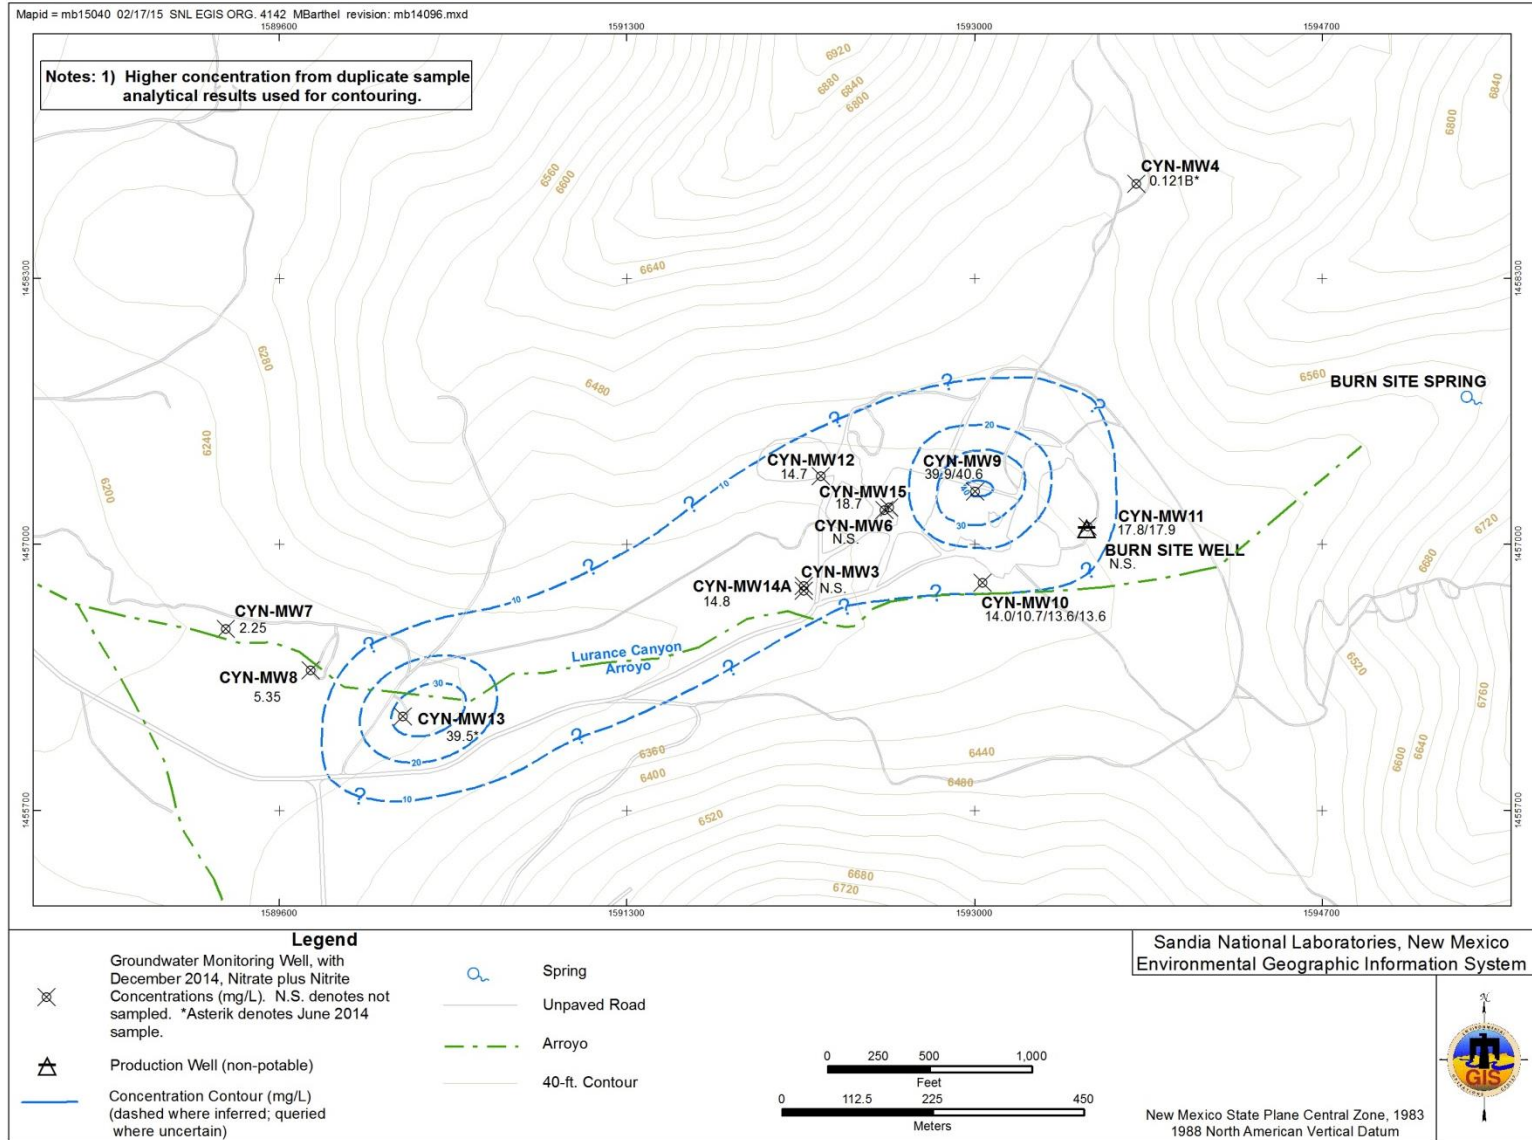 Mapid = mb15040 02/17/15 SNL EGIS ORG. 4142 MBarthel revision: mb14096.mxd
1589600
1591300
1593000
1594700
Notes: 1) Higher concentration from duplicate sample
analytical results used for contouring.
6920
6880
6840
6800
6840
6800
6560
6600
CYN-MW4
0.121B*
1458300
1458300
6640
6280
6480
6560
BURN SITE SPRING
6240
?
?
?
20
CYN-MW12
14.7
CYN-MW9
39.9/40.6
40
30
6200
10
?
CYN-MW15
18.7
CYN-MW6
N.S.
CYN-MW11
17.8/17.9
6720
1457000
1457000
BURN SITE WELL
N.S.
6680
?
?
CYN-MW3
N.S.
CYN-MW14A
14.8
?
?
CYN-MW10
14.0/10.7/13.6/13.6
10
CYN-MW7
2.25
?
Lurance Canyon
Arroyo
?
6520
CYN-MW8
5.35
30
6760
CYN-MW13
39.5*
?
20
6360
6400
6440
6480
6600
6640
?
10
1455700
1455700
6520
6680
6720
1589600
1591300
1593000
1594700
Legend
Groundwater Monitoring Well, with
December 2014, Nitrate plus Nitrite
Concentrations (mg/L). N.S. denotes not
sampled. *Asterik denotes June 2014
sample.
Production Well (non-potable)
Concentration Contour (mg/L)
(dashed where inferred; queried
where uncertain)
Spring
Unpaved Road
Arroyo
40-ft. Contour
0 250 500 1,000
Feet
0 112.5 225 450
Meters
Sandia National Laboratories, New Mexico
Environmental Geographic Information System
N
GIS
New Mexico State Plane Central Zone, 1983
1988 North American Vertical Datum